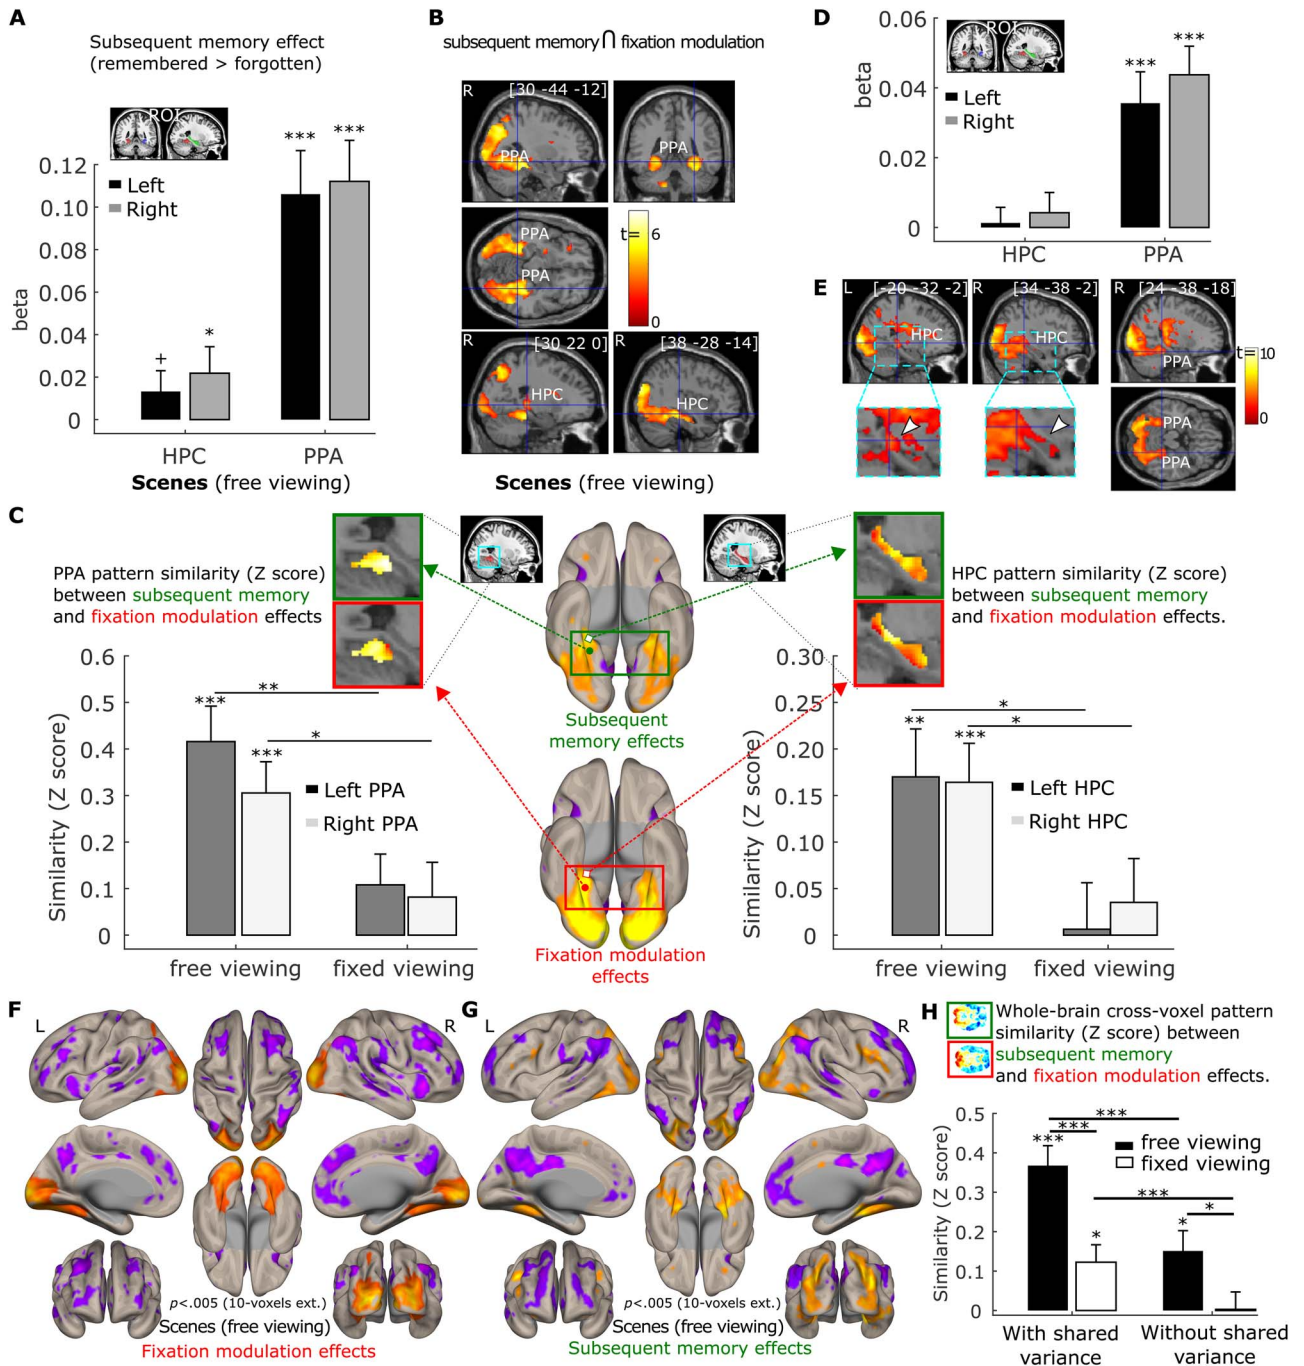 A
Subsequent memory effect
(remembered > forgotten)
ROI
*** ***
0.12
Left
Right
0.10
0.08
0.06
0.04
0.02
0
beta
+ *
HPC PPA
Scenes (free viewing)
B
subsequent memory ⋂ fixation modulation
R [30 -44 -12]
PPA PPA
PPA
PPA
t= 6
0
R [30 22 0] R [38 -28 -14]
HPC HPC
Scenes (free viewing)
D
0.06
0.04
0.02
0
beta
ROI
*** ***
Left
Right
HPC PPA
E
L [-20 -32 -2] R [34 -38 -2] R [24 -38 -18]
HPC HPC PPA
t= 10
0
PPA
PPA
C
PPA pattern similarity (Z score)
between subsequent memory
and fixation modulation effects
0.6
0.5
0.4
0.3
0.2
0.1
0
Similarity (Z score)
**
***
*
***
Left PPA
Right PPA
free viewing fixed viewing
Subsequent
memory effects
Fixation modulation
effects
HPC pattern similarity (Z score)
between subsequent memory
and fixation modulation effects.
0.30
0.25
0.20
0.15
0.10
0.05
0
Similarity (Z score)
*
** *
***
Left HPC
Right HPC
free viewing fixed viewing
F
L R
p<.005 (10-voxels ext.)
Scenes (free viewing)
Fixation modulation effects
G
L R
p<.005 (10-voxels ext.)
Scenes (free viewing)
Subsequent memory effects
H
Whole-brain cross-voxel pattern
similarity (Z score) between
subsequent memory
and fixation modulation effects.
0.5
0.4
0.3
0.2
0.1
0
Similarity (Z score)
***
***
***
free viewing
fixed viewing
***
*
*
*
With shared
variance
Without shared
variance